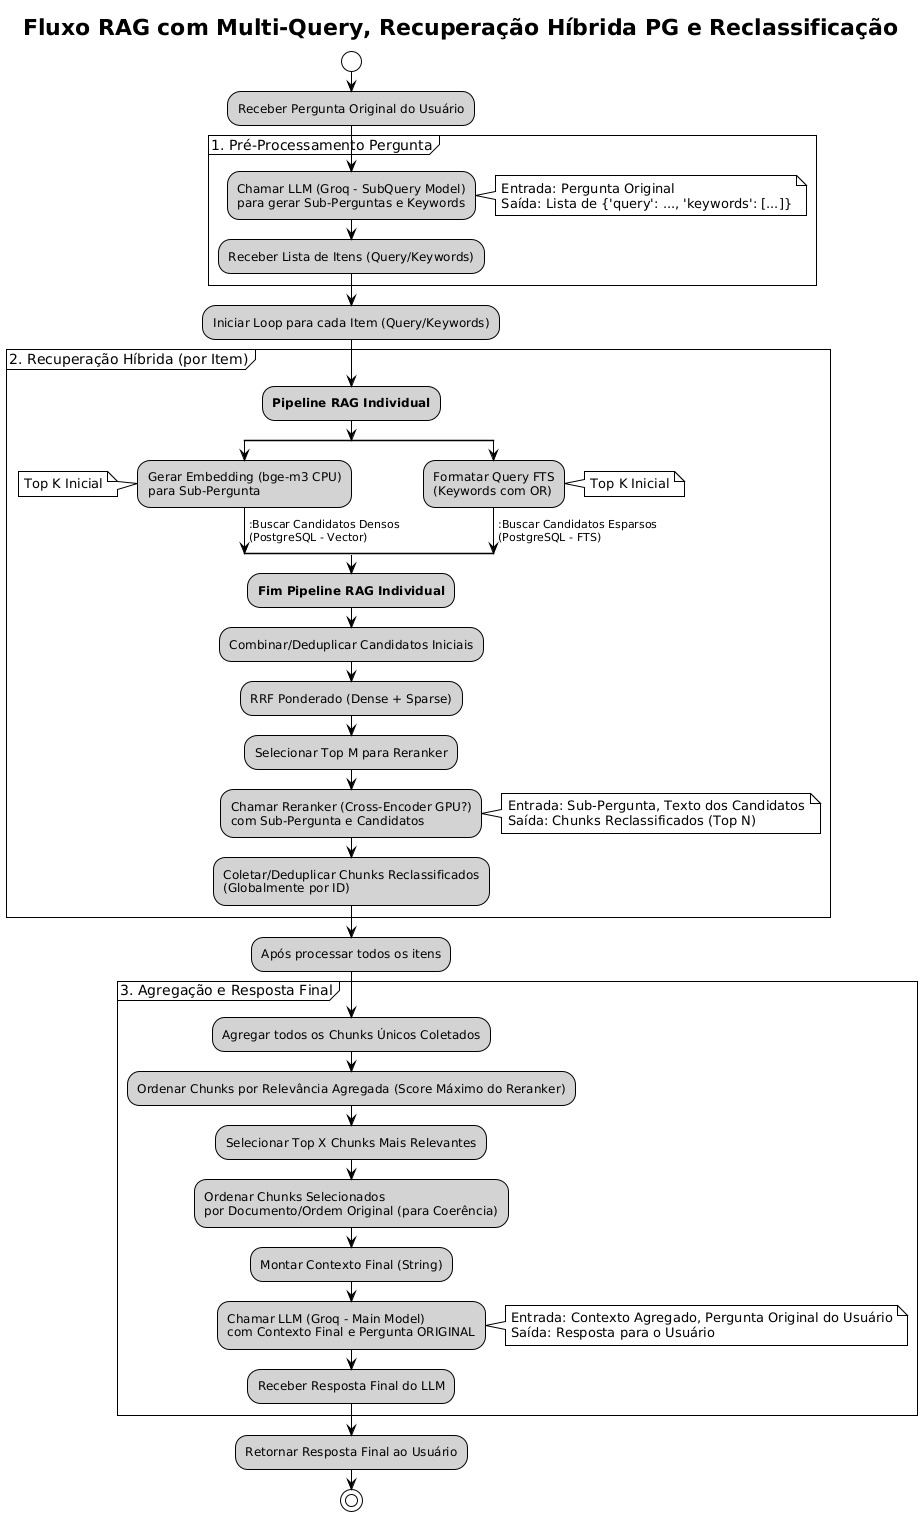 Fluxo RAG com Multi-Query, Recuperação Híbrida PG e Reclassificação
Receber Pergunta Original do Usuário
1. Pré-Processamento Pergunta
Chamar LLM (Groq - SubQuery Model)
para gerar Sub-Perguntas e Keywords
Entrada: Pergunta Original
Saída: Lista de {'query': ..., 'keywords': [...]}
Receber Lista de Itens (Query/Keywords)
Iniciar Loop para cada Item (Query/Keywords)
2. Recuperação Híbrida (por Item)
Pipeline RAG Individual
Top K Inicial
Gerar Embedding (bge-m3 CPU)
para Sub-Pergunta
Formatar Query FTS
(Keywords com OR)
Top K Inicial
:Buscar Candidatos Densos
(PostgreSQL - Vector)
:Buscar Candidatos Esparsos
(PostgreSQL - FTS)
Fim Pipeline RAG Individual
Combinar/Deduplicar Candidatos Iniciais
RRF Ponderado (Dense + Sparse)
Selecionar Top M para Reranker
Chamar Reranker (Cross-Encoder GPU?)
com Sub-Pergunta e Candidatos
Entrada: Sub-Pergunta, Texto dos Candidatos
Saída: Chunks Reclassificados (Top N)
Coletar/Deduplicar Chunks Reclassificados
(Globalmente por ID)
Após processar todos os itens
3. Agregação e Resposta Final
Agregar todos os Chunks Únicos Coletados
Ordenar Chunks por Relevância Agregada (Score Máximo do Reranker)
Selecionar Top X Chunks Mais Relevantes
Ordenar Chunks Selecionados
por Documento/Ordem Original (para Coerência)
Montar Contexto Final (String)
Chamar LLM (Groq - Main Model)
com Contexto Final e Pergunta ORIGINAL
Entrada: Contexto Agregado, Pergunta Original do Usuário
Saída: Resposta para o Usuário
Receber Resposta Final do LLM
Retornar Resposta Final ao Usuário